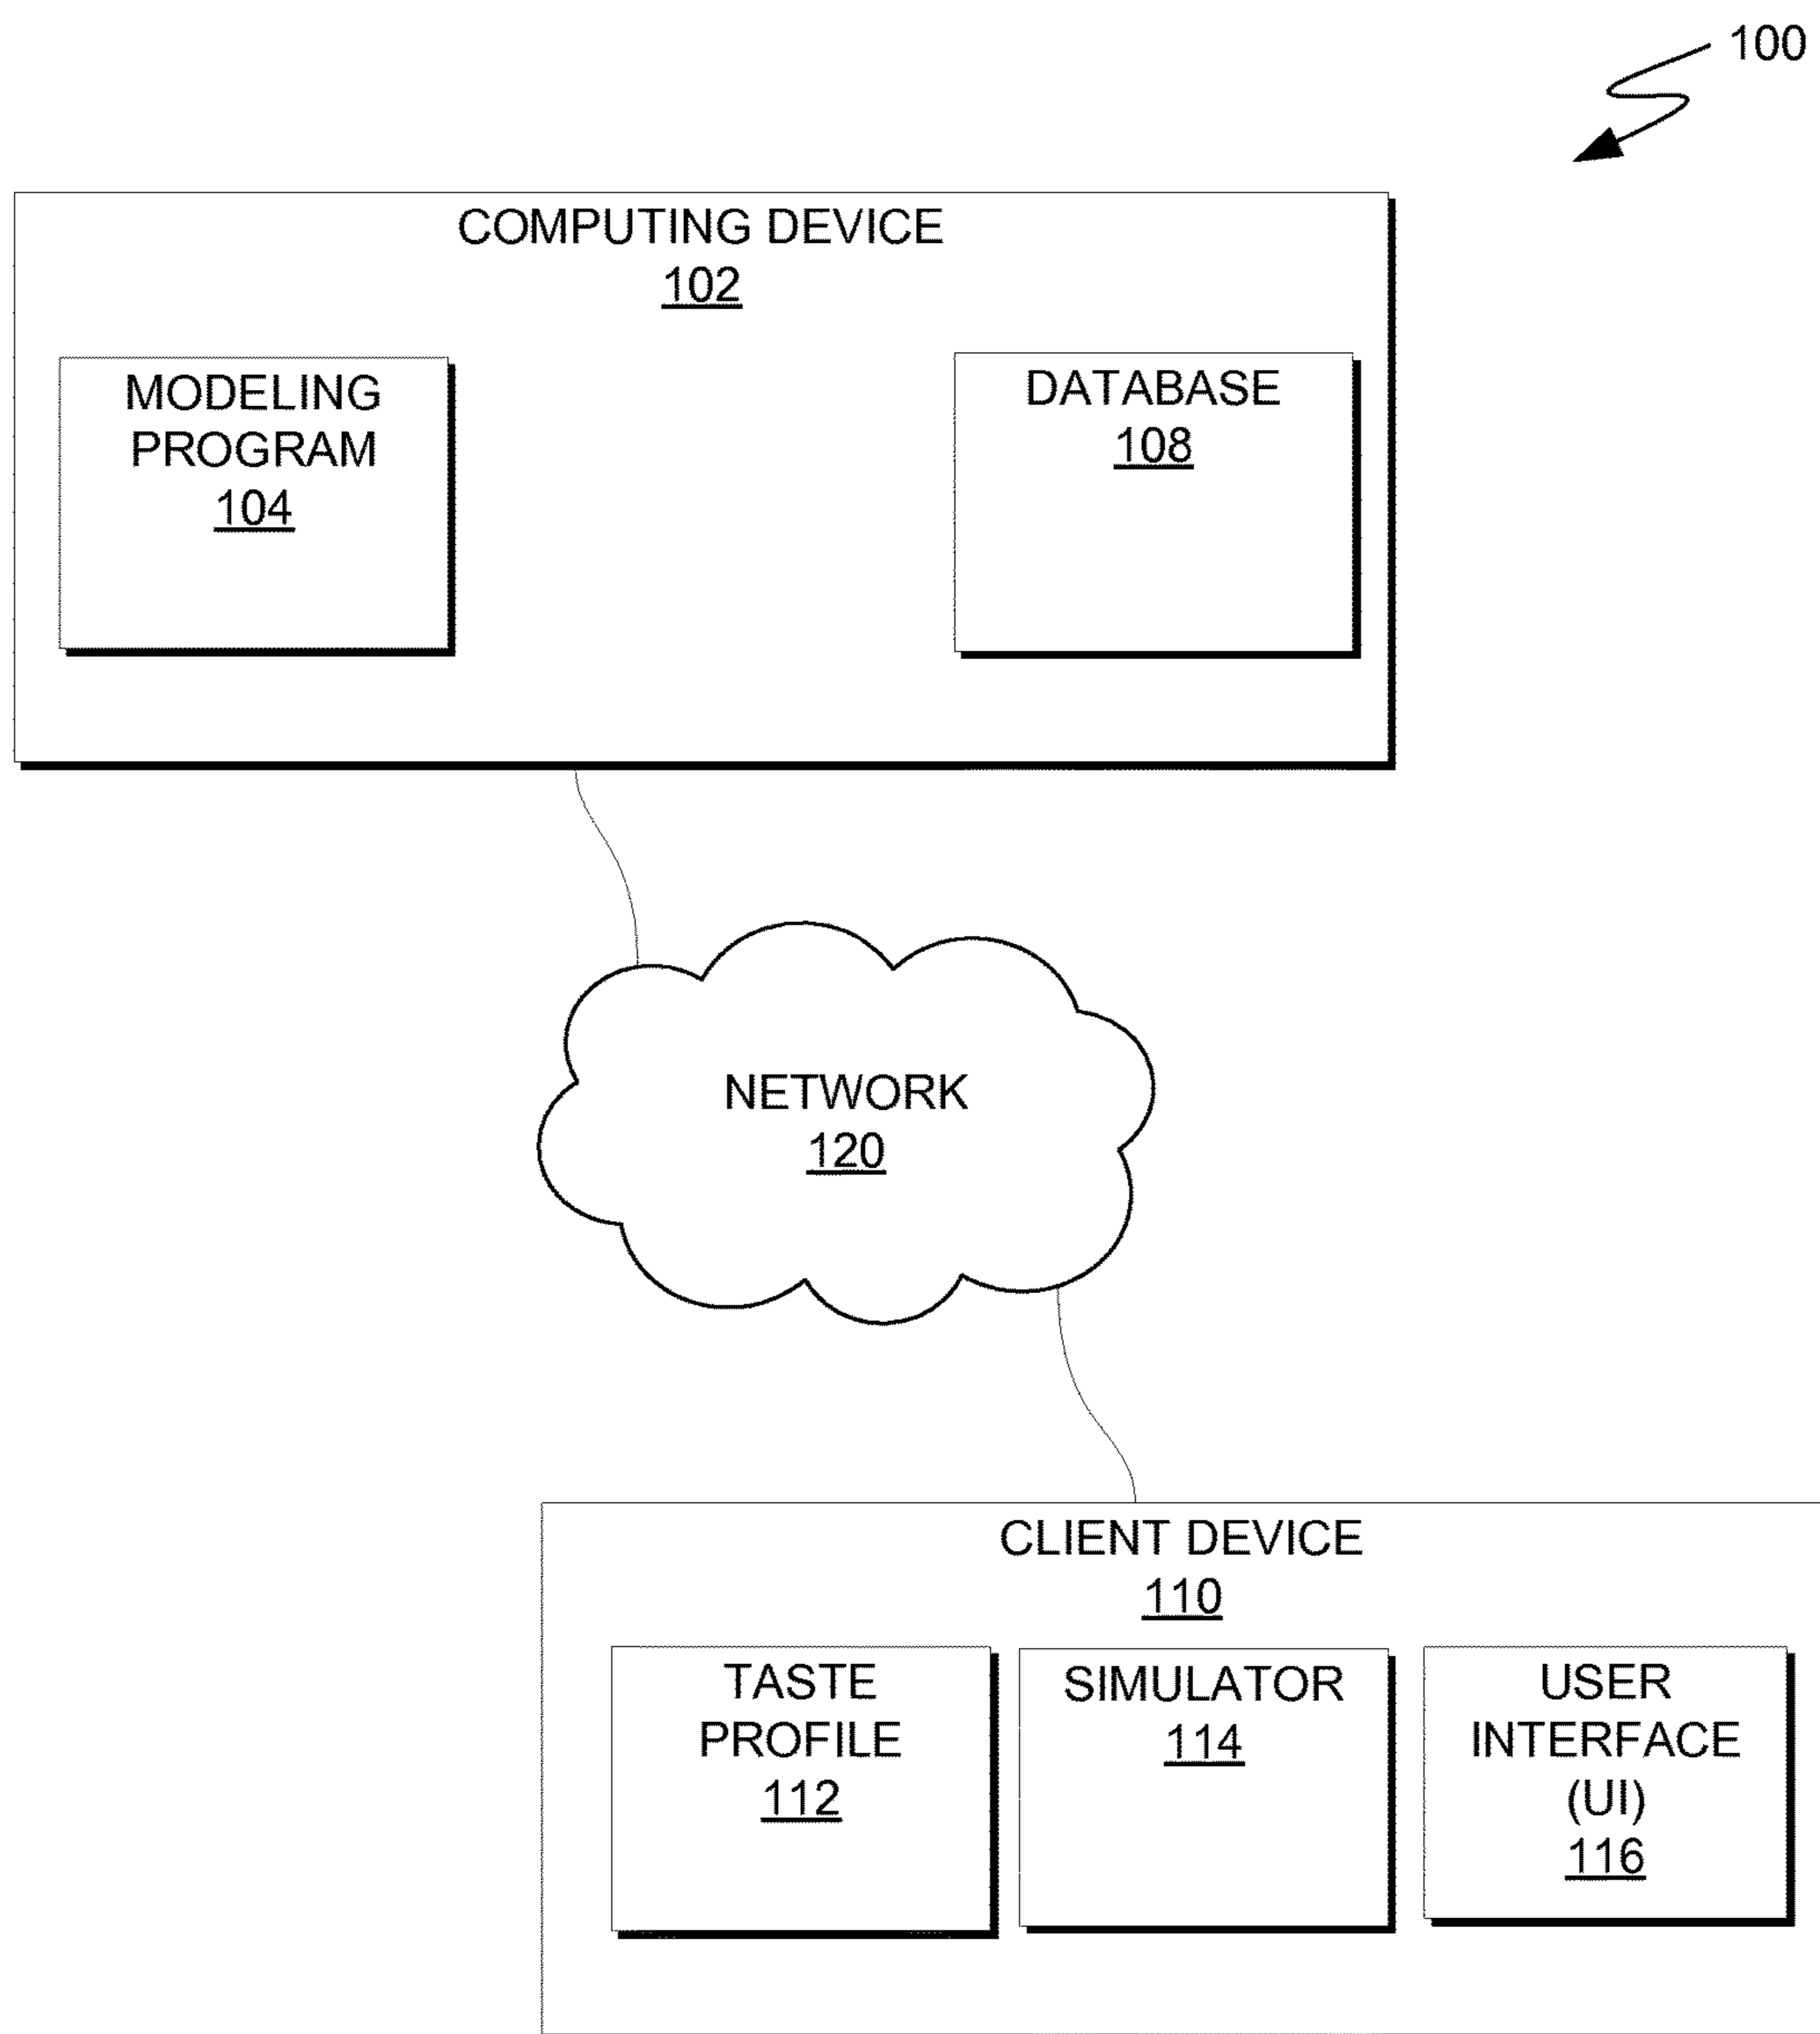 100
COMPUTING DEVICE
102
MODELING
PROGRAM
104
DATABASE
108
NETWORK
120
CLIENT DEVICE
110
TASTE
PROFILE
112
SIMULATOR
114
USER
INTERFACE
(UI)
116